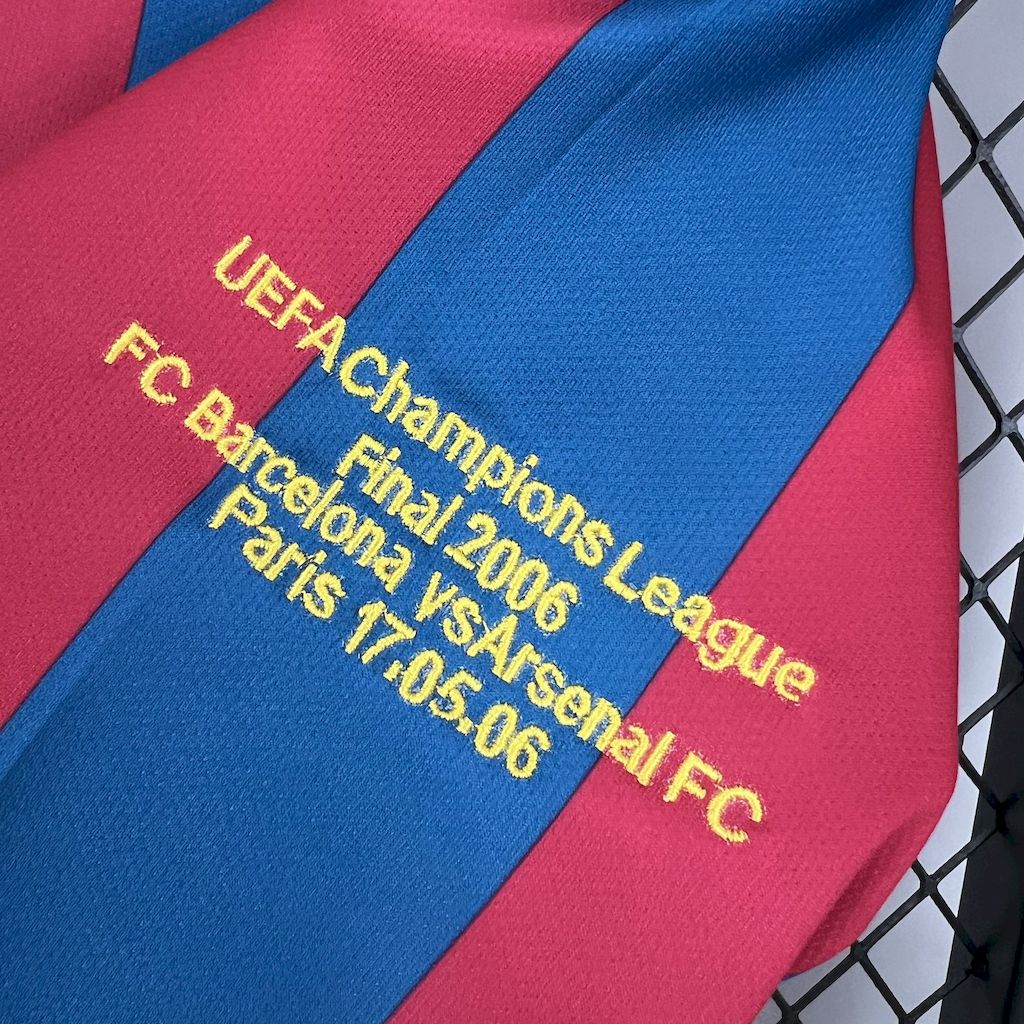 UEFA Champions League
Final 2006
FC Barcelona vs Arsenal FC
Paris 17.05.06